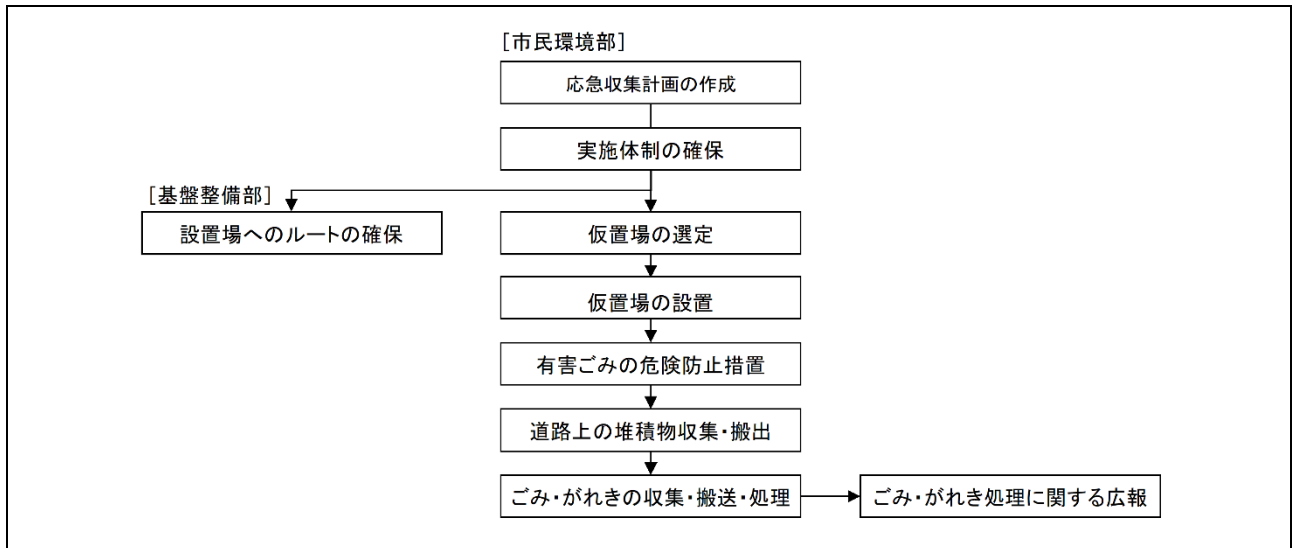 ［市民環境部］
応急収集計画の作成
実施体制の確保
［基盤整備部］
設置場へのルートの確保
仮置場の選定
仮置場の設置
有害ごみの危険防止措置
道路上の堆積物収集・搬出
ごみ・がれきの収集・搬送・処理
ごみ・がれき処理に関する広報